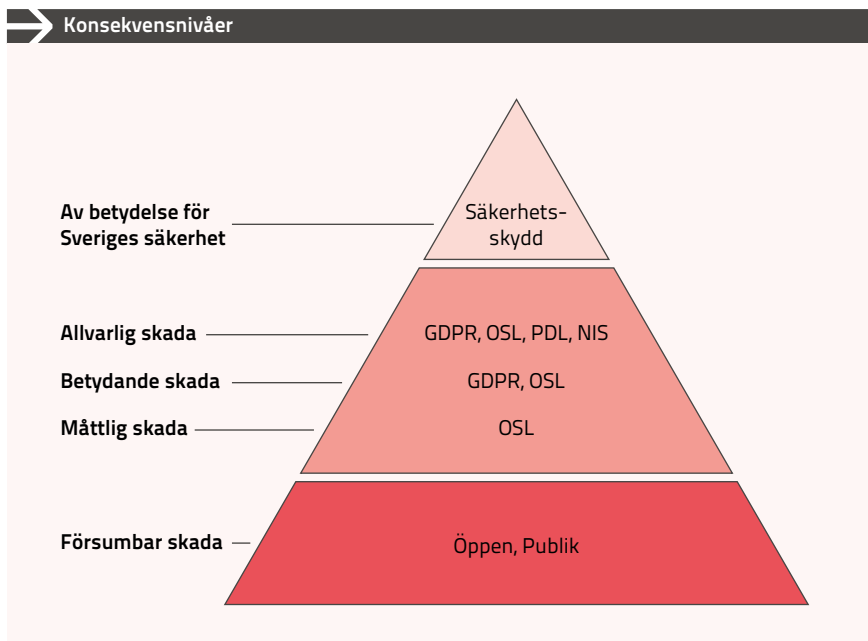 Konsekvensnivåer
Av betydelse för
Sveriges säkerhet
Säkerhets-
skydd
Allvarlig skada
GDPR, OSL, PDL, NIS
Betydande skada
GDPR, OSL
Måttlig skada
OSL
Försumbar skada
Öppen, Publik